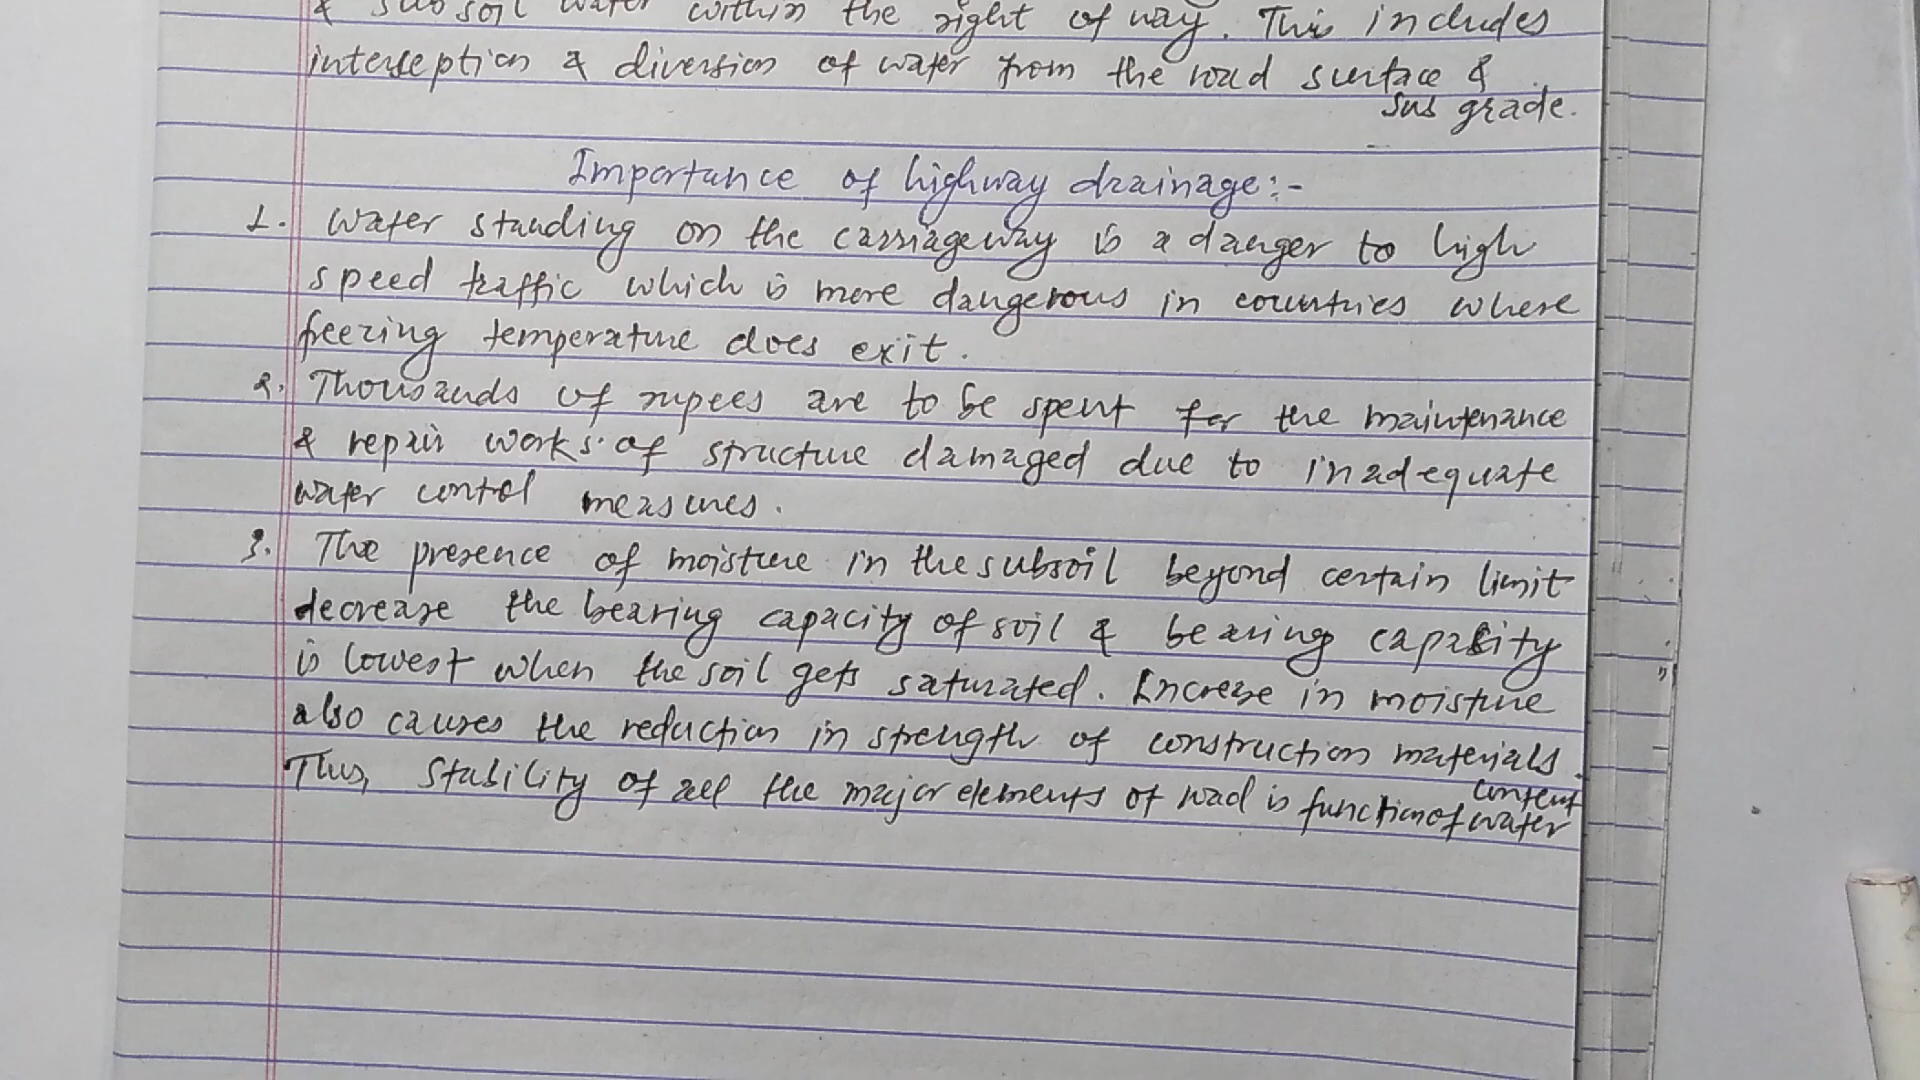 & sub soil water within the right of way. This includes
interseption & diversion of water from the road surface &
sus grade.
Importance of highway drainage:-
1. Water standing on the carriageway is a danger to high
speed traffic which is more dangerous in countries where
freezing temperature does exit.
2. Thousands of rupees are to be spent for the maintenance
& repair works of structure damaged due to inadequate
water contol measures.
3. The presence of moisture in the subsoil beyond certain limit
decrease the bearing capacity of soil & bearing capacity
is lowest when the soil gets saturated. Increase in moisture
also causes the reduction in strength of construction materials.
Thus, Stability of all the major elements of road is function of water
content